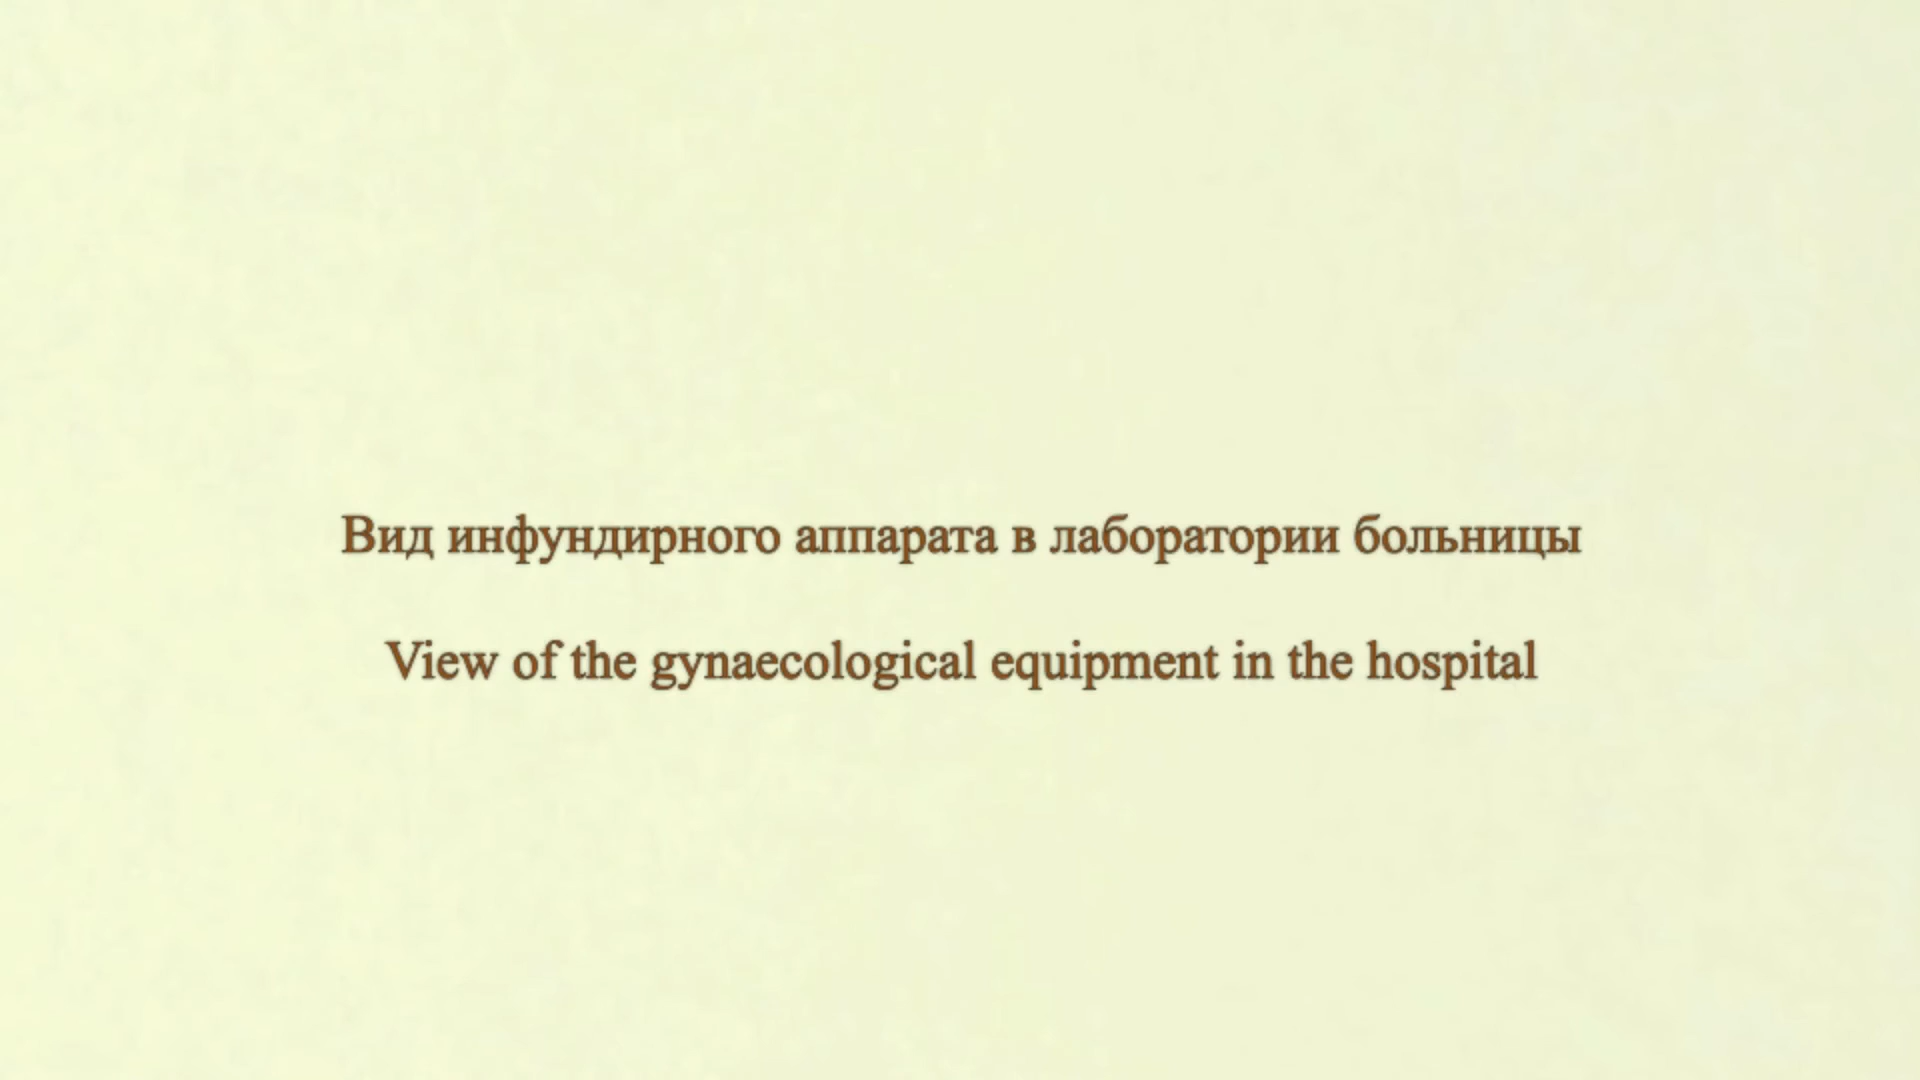 Вид инфундирного аппарата в лаборатории больницы
View of the gynaecological equipment in the hospital